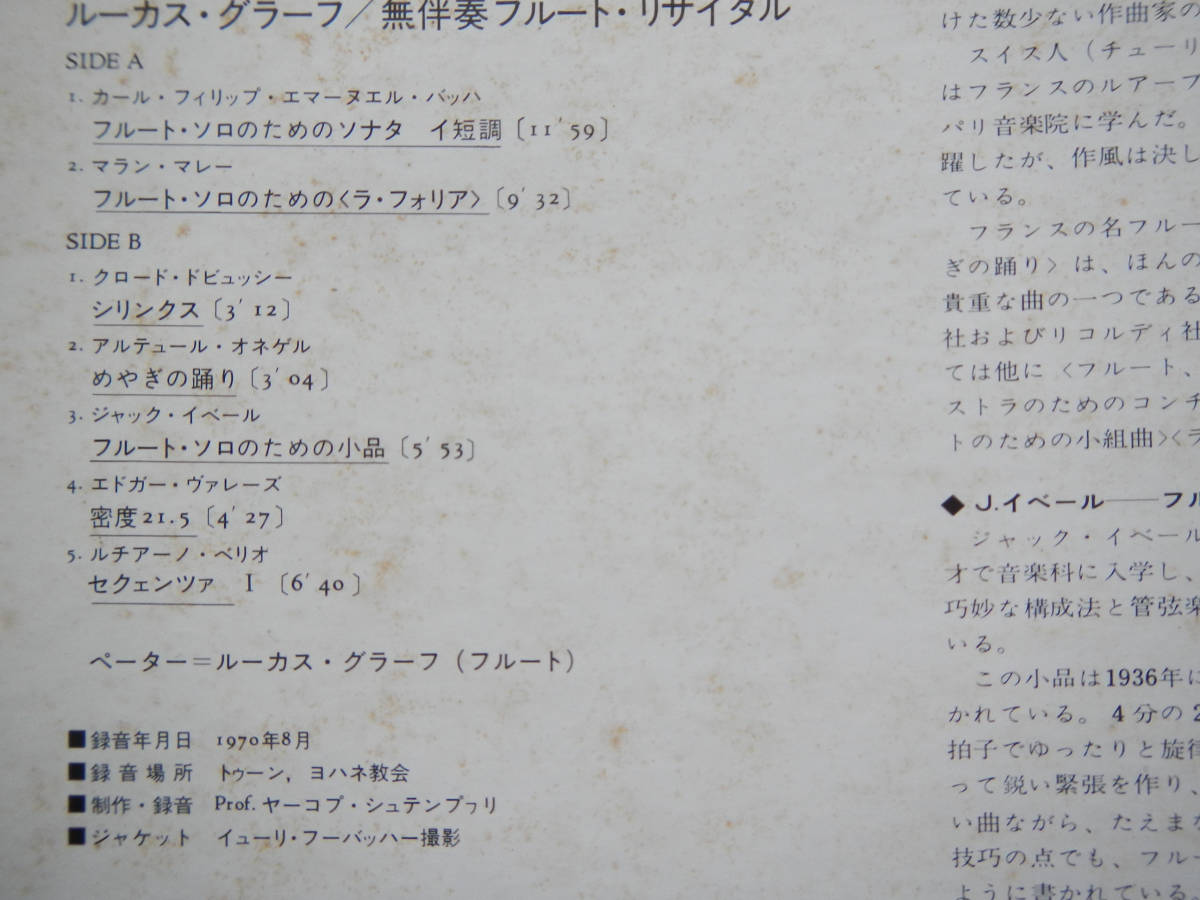 ルーカス・グラーフ/無伴奏フルート・リサイタル
SIDE A
1. カール・フィリップ・エマーヌエル・バッハ
フルート・ソロのためのソナタ イ短調〔11′59〕
2. マラン・マレー
フルート・ソロのための〈ラ・フォリア〉〔9′32〕
SIDE B
1. クロード・ドビュッシー
シリンクス〔3′12〕
2. アルテュール・オネゲル
めやぎの踊り〔3′04〕
3. ジャック・イベール
フルート・ソロのための小品〔5′53〕
4. エドガー・ヴァレーズ
密度21.5〔4′27〕
5. ルチアーノ・ベリオ
セクェンツァ Ⅰ〔6′40〕
ペーター=ルーカス・グラーフ(フルート)
■録音年月日 1970年8月
■録音場所 トゥーン, ヨハネ教会
■制作・録音 Prof.ヤーコプ・シュテンプァリ
■ジャケット イューリ・フーバッハー撮影
けた数少ない作曲家の
スイス人(チューリ
はフランスのルアーブ
パリ音楽院に学んだ。
躍したが、作風は決し
ている。
フランスの名フルー
ぎの踊り〉は、ほんの
貴重な曲の一つである
社およびリコルディ社
ては他に〈フルート、
ストラのためのコンチ
トのための小組曲〉〈ラ
◆ J.イベール――フル
ジャック・イベール
オで音楽科に入学し、
巧妙な構成法と管弦楽
いる。
この小品は1936年に
かれている。4分の2
拍子でゆったりと旋律
って鋭い緊張を作り、
い曲ながら、たえまな
技巧の点でも、フルー
ように書かれている。